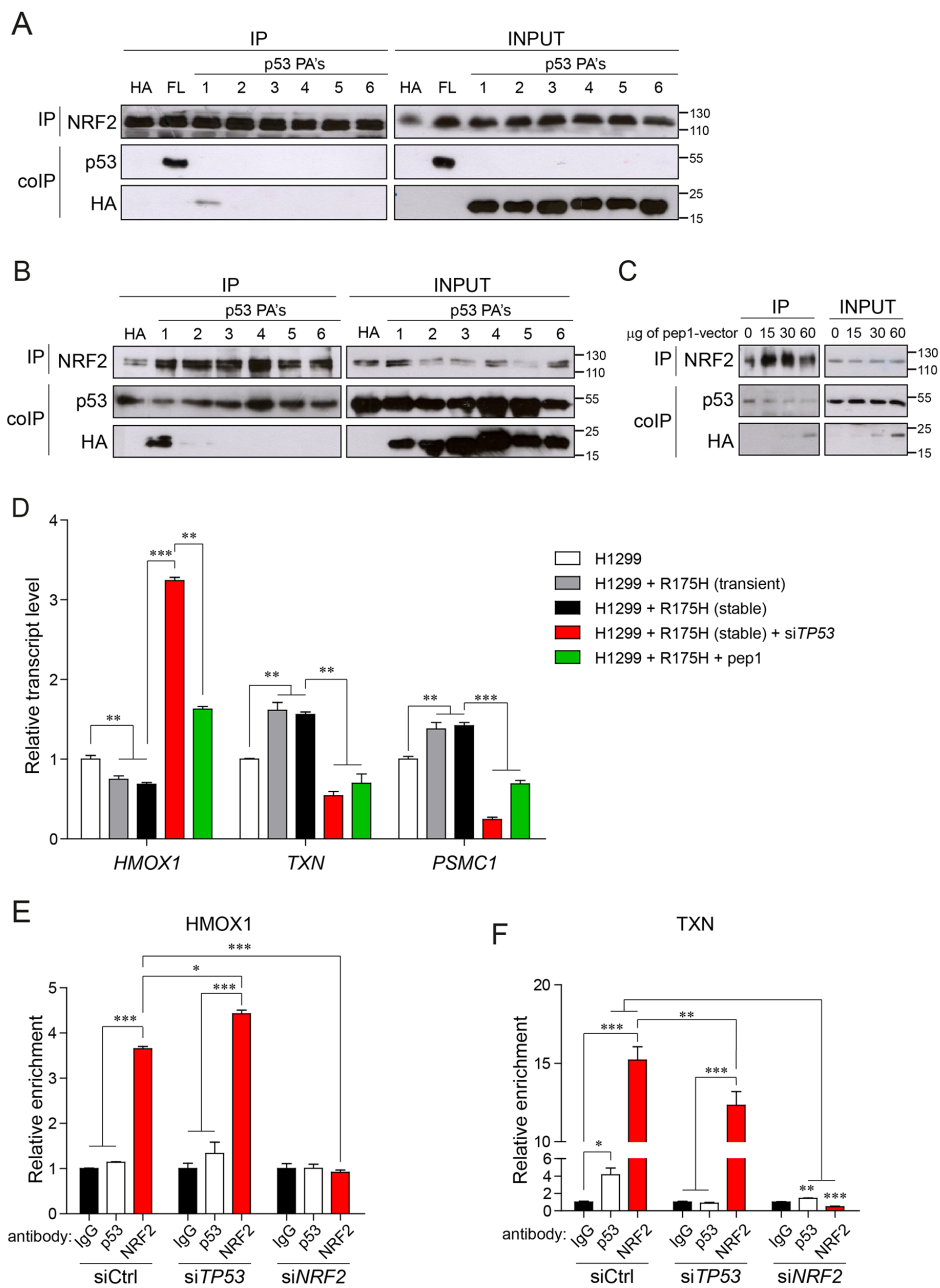 A
IP INPUT
p53 PA's p53 PA's
HA FL 1 2 3 4 5 6 HA FL 1 2 3 4 5 6
IP NRF2 130
110
coIP p53 55
HA 25
15
B
IP INPUT
p53 PA's p53 PA's
HA 1 2 3 4 5 6 HA 1 2 3 4 5 6
IP NRF2 130
110
coIP p53 55
HA 25
15
C
IP INPUT
μg of pep1-vector 0 15 30 60 0 15 30 60
IP NRF2 130
110
coIP p53 55
HA 25
15
D
Relative transcript level
4
3
2
1
0
** *** **
** **
** ***
HMOX1 TXN PSMC1
H1299
H1299 + R175H (transient)
H1299 + R175H (stable)
H1299 + R175H (stable) + siTP53
H1299 + R175H + pep1
E
HMOX1
Relative enrichment
5
4
3
2
1
0
***
*
*** ***
antibody: IgG p53 NRF2 IgG p53 NRF2 IgG p53 NRF2
siCtrl siTP53 siNRF2
F
TXN
Relative enrichment
20
15
10
6
4
2
0
*** **
***
*
** ***
antibody: IgG p53 NRF2 IgG p53 NRF2 IgG p53 NRF2
siCtrl siTP53 siNRF2